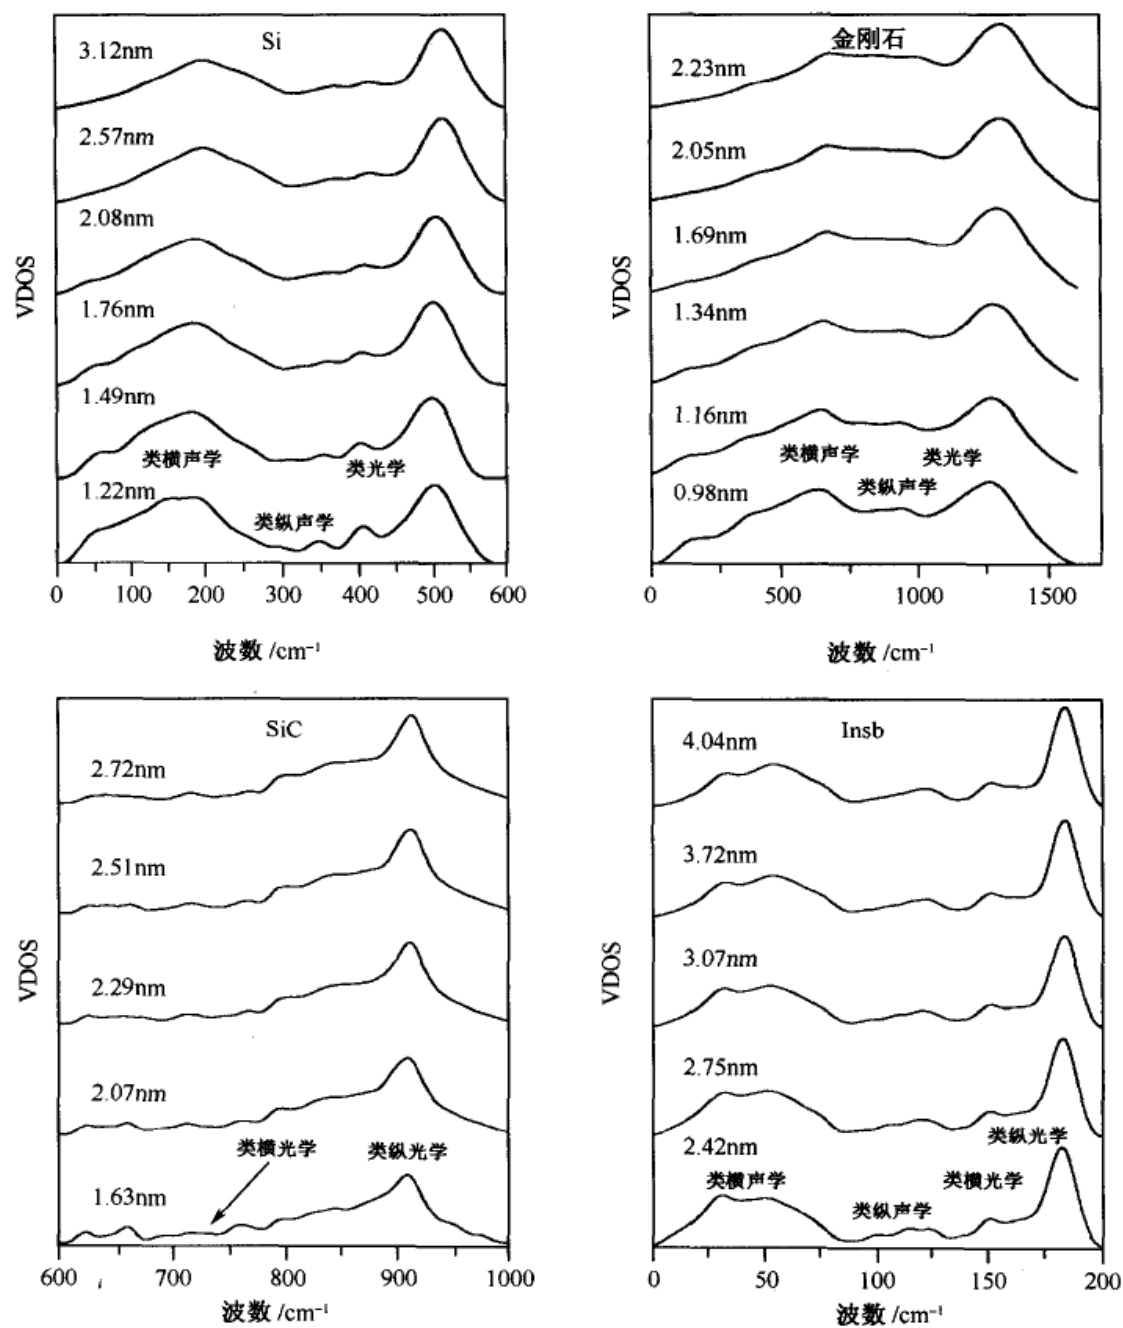 Si
3.12nm
2.57nm
2.08nm
1.76nm
1.49nm
类横声学
类光学
1.22nm
类纵声学
VDOS
0 100 200 300 400 500 600
波数 /cm⁻¹
金刚石
2.23nm
2.05nm
1.69nm
1.34nm
1.16nm
类横声学
类光学
类纵声学
0.98nm
VDOS
0 500 1000 1500
波数 /cm⁻¹
SiC
2.72nm
2.51nm
2.29nm
2.07nm
类横光学
类纵光学
1.63nm
VDOS
600 700 800 900 1000
波数 /cm⁻¹
Insb
4.04nm
3.72nm
3.07nm
2.75nm
类纵光学
2.42nm
类横声学
类横光学
类纵声学
VDOS
0 50 100 150 200
波数 /cm⁻¹